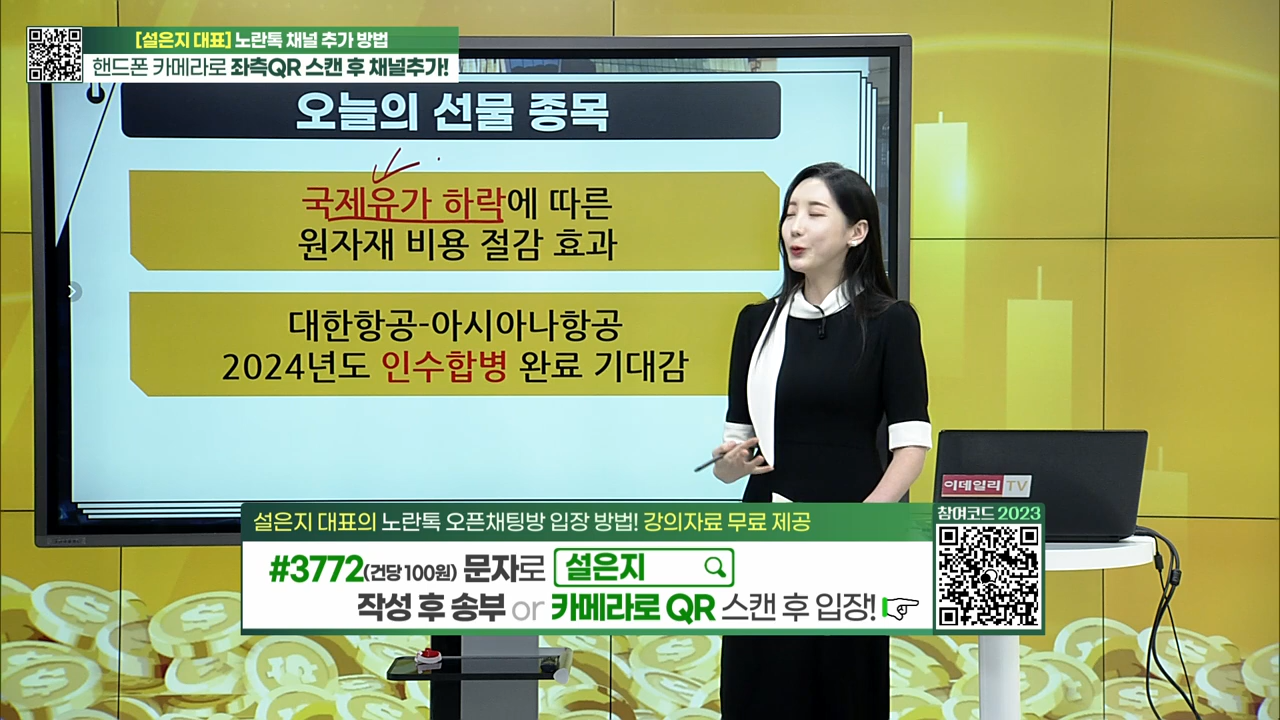 [설은지 대표] 노란톡 채널 추가 방법
핸드폰 카메라로 좌측QR 스캔 후 채널추가!
오늘의 선물 종목
국제유가 하락에 따른
원자재 비용 절감 효과
대한항공-아시아나항공
2024년도 인수합병 완료 기대감
이데일리TV
설은지 대표의 노란톡 오픈채팅방 입장 방법! 강의자료 무료 제공
참여코드 2023
#3772(건당 100원) 문자로 설은지
작성 후 송부 or 카메라로 QR 스캔 후 입장!